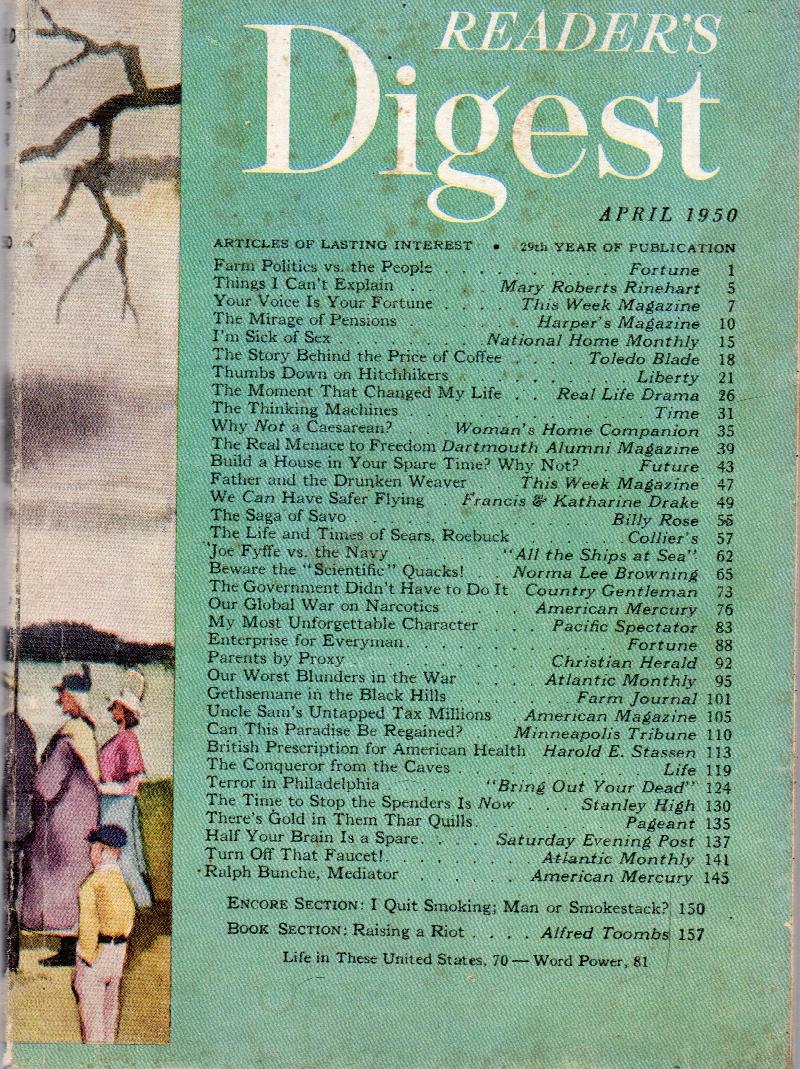 READER'S
Digest
APRIL 1950
ARTICLES OF LASTING INTEREST • 29th YEAR OF PUBLICATION
Farm Politics vs. the People . . . . . . . . . . Fortune 1
Things I Can't Explain . . . . . Mary Roberts Rinehart 5
Your Voice Is Your Fortune . . . . This Week Magazine 7
The Mirage of Pensions . . . . . . Harper's Magazine 10
I'm Sick of Sex . . . . . . . . National Home Monthly 15
The Story Behind the Price of Coffee . . . . Toledo Blade 18
Thumbs Down on Hitchhikers . . . . . . . . Liberty 21
The Moment That Changed My Life . . Real Life Drama 26
The Thinking Machines . . . . . . . . . . . . Time 31
Why Not a Caesarean? . . . Woman's Home Companion 35
The Real Menace to Freedom Dartmouth Alumni Magazine 39
Build a House in Your Spare Time? Why Not? . . Future 43
Father and the Drunken Weaver . . This Week Magazine 47
We Can Have Safer Flying . Francis & Katharine Drake 49
The Saga of Savo . . . . . . . . . . . . . Billy Rose 55
The Life and Times of Sears, Roebuck . . . . . Collier's 57
Joe Fyffe vs. the Navy . . . . . "All the Ships at Sea" 62
Beware the "Scientific" Quacks! . . Norma Lee Browning 65
The Government Didn't Have to Do It Country Gentleman 73
Our Global War on Narcotics . . . . American Mercury 76
My Most Unforgettable Character . . . Pacific Spectator 83
Enterprise for Everyman. . . . . . . . . . . Fortune 88
Parents by Proxy . . . . . . . . . Christian Herald 92
Our Worst Blunders in the War . . . . Atlantic Monthly 95
Gethsemane in the Black Hills . . . . . Farm Journal 101
Uncle Sam's Untapped Tax Millions . American Magazine 105
Can This Paradise Be Regained? . . Minneapolis Tribune 110
British Prescription for American Health Harold E. Stassen 113
The Conqueror from the Caves . . . . . . . . . . Life 119
Terror in Philadelphia . . . . . "Bring Out Your Dead" 124
The Time to Stop the Spenders Is Now . . . Stanley High 130
There's Gold in Them Thar Quills. . . . . . . Pageant 135
Half Your Brain Is a Spare. . . . Saturday Evening Post 137
Turn Off That Faucet!. . . . . . . . Atlantic Monthly 141
Ralph Bunche, Mediator . . . . . American Mercury 145
ENCORE SECTION: I Quit Smoking; Man or Smokestack? 150
BOOK SECTION: Raising a Riot . . . . Alfred Toombs 157
Life in These United States, 70 — Word Power, 81